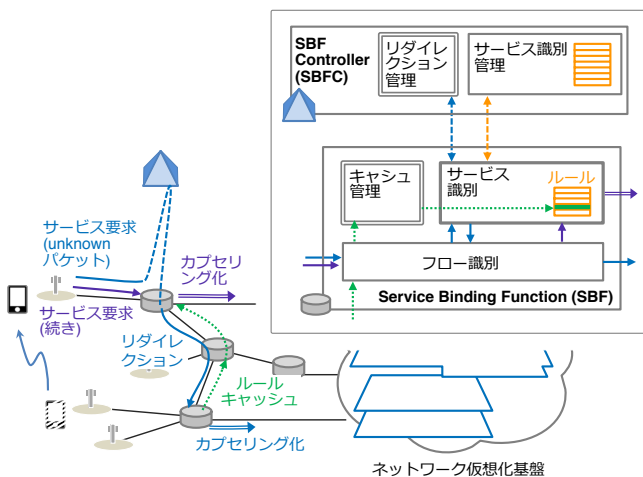 SBF
Controller
(SBFC)
リダイレ
クション
管理
サービス識別
管理
キャシュ
管理
サービス
識別
ルール
フロー識別
Service Binding Function (SBF)
サービス要求
(unknown
パケット)
カプセリ
ング化
サービス要求
(続き)
リダイレ
クション
ルール
キャッシュ
カプセリング化
ネットワーク仮想化基盤